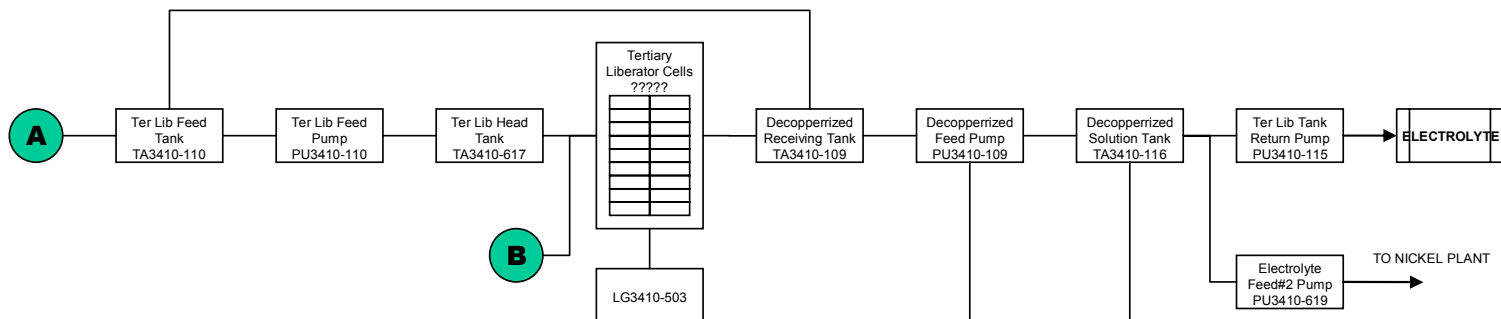 A
Ter Lib Feed
Tank
TA3410-110
Ter Lib Feed
Pump
PU3410-110
Ter Lib Head
Tank
TA3410-617
Tertiary
Liberator Cells
?????
Decopperrized
Receiving Tank
TA3410-109
Decopperrized
Feed Pump
PU3410-109
Decopperrized
Solution Tank
TA3410-116
Ter Lib Tank
Return Pump
PU3410-115
ELECTROLYTE
B
LG3410-503
Electrolyte
Feed#2 Pump
PU3410-619
TO NICKEL PLANT